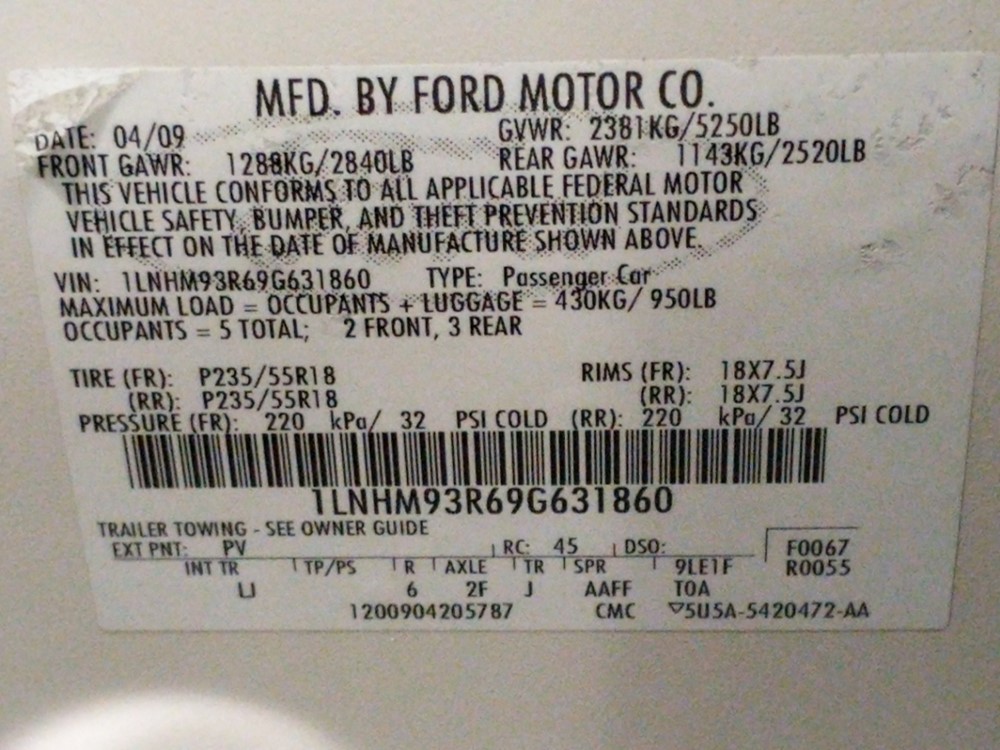 MFD. BY FORD MOTOR CO.
DATE: 04/09 GVWR: 2381KG/5250LB
FRONT GAWR: 1288KG/2840LB REAR GAWR: 1143KG/2520LB
THIS VEHICLE CONFORMS TO ALL APPLICABLE FEDERAL MOTOR
VEHICLE SAFETY, BUMPER, AND THEFT PREVENTION STANDARDS
IN EFFECT ON THE DATE OF MANUFACTURE SHOWN ABOVE.
VIN: 1LNHM93R69G631860 TYPE: Passenger Car
MAXIMUM LOAD = OCCUPANTS + LUGGAGE = 430KG/ 950LB
OCCUPANTS = 5 TOTAL; 2 FRONT, 3 REAR
TIRE (FR): P235/55R18 RIMS (FR): 18X7.5J
(RR): P235/55R18 (RR): 18X7.5J
PRESSURE (FR): 220 kPa/ 32 PSI COLD (RR): 220 kPa/ 32 PSI COLD
1LNHM93R69G631860
TRAILER TOWING - SEE OWNER GUIDE
EXT PNT: PV RC: 45 DSO: F0067
INT TR TP/PS R AXLE TR SPR 9LE1F R0055
LJ 6 2F J AAFF T0A
1200904205787 CMC ▽5U5A-5420472-AA